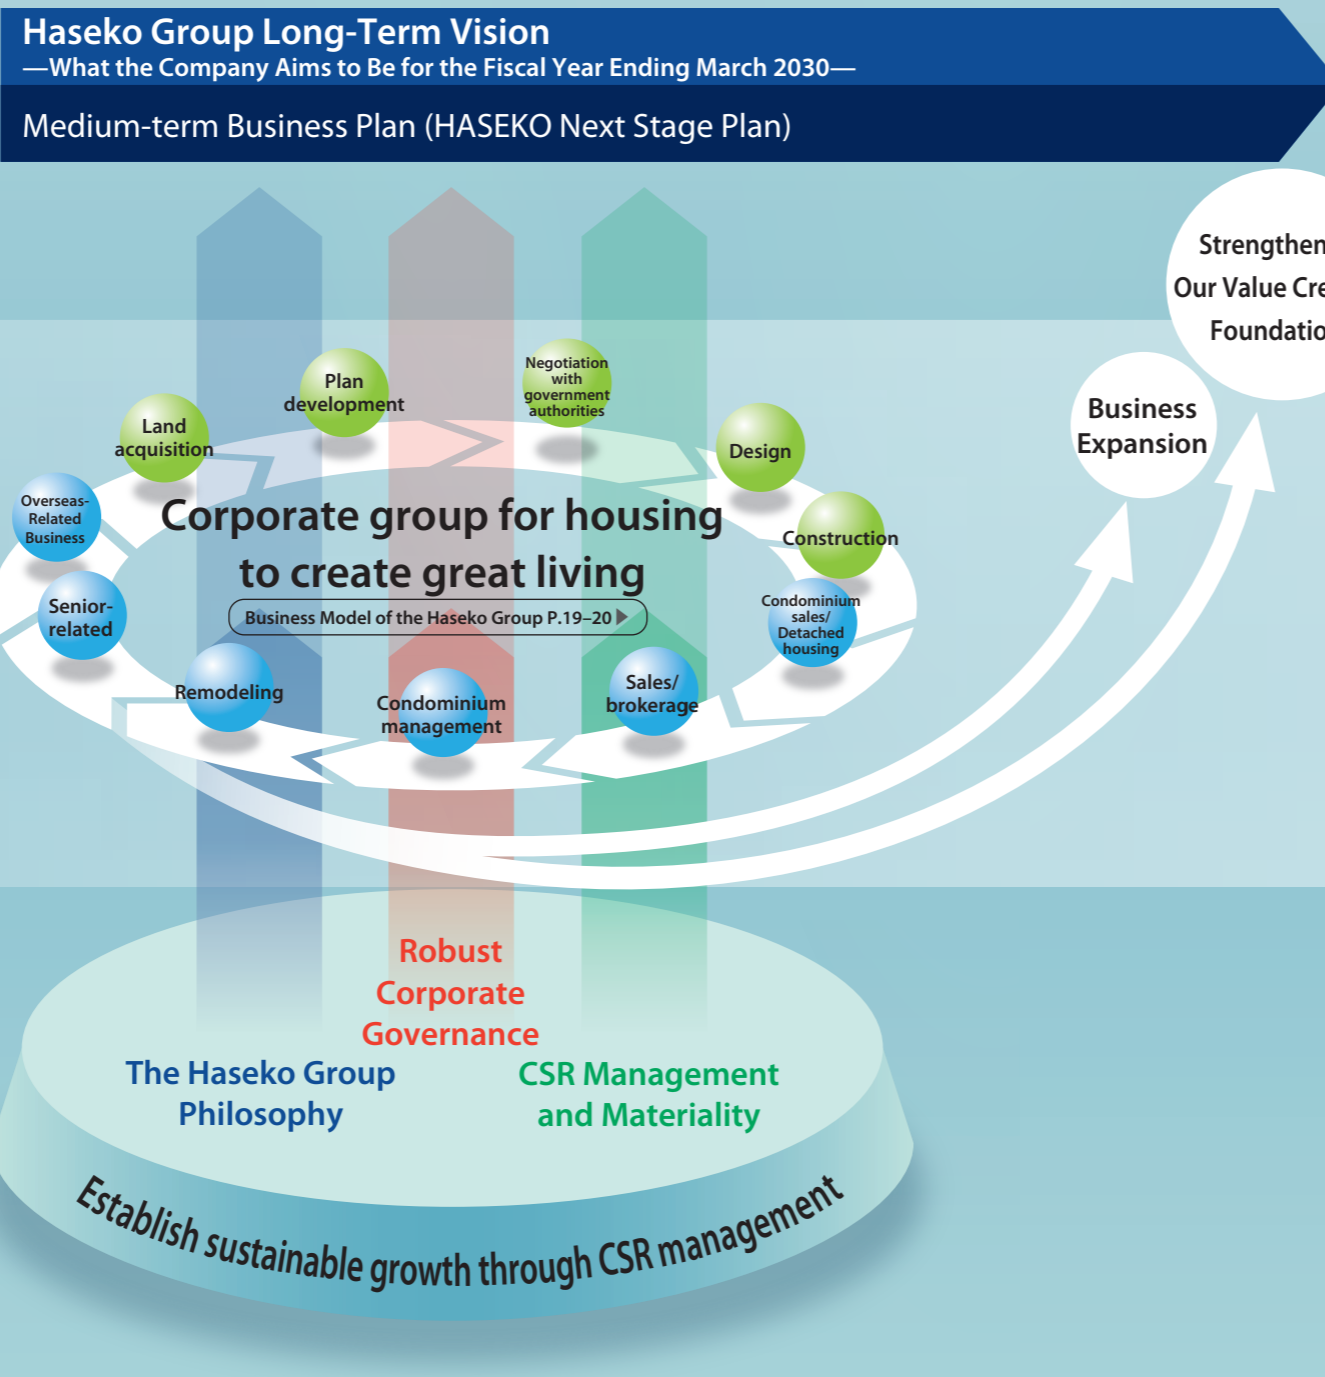 Haseko Group Long-Term Vision
—What the Company Aims to Be for the Fiscal Year Ending March 2030—
Medium-term Business Plan (HASEKO Next Stage Plan)
Strengthen
Our Value
Business
Expansion
Plan
development
Negotiation
with
government
authorities
Land
acquisition
Design
Overseas-
Related
Business
Construction
Corporate group for housing
to create great living
Business Model of the Haseko Group P.19–20 ▶
Senior-
related
Condominium
sales/
Detached
housing
Remodeling
Condominium
management
Sales/
brokerage
Robust
Corporate
Governance
The Haseko Group
Philosophy
CSR Management
and Materiality
Establish sustainable growth through CSR management